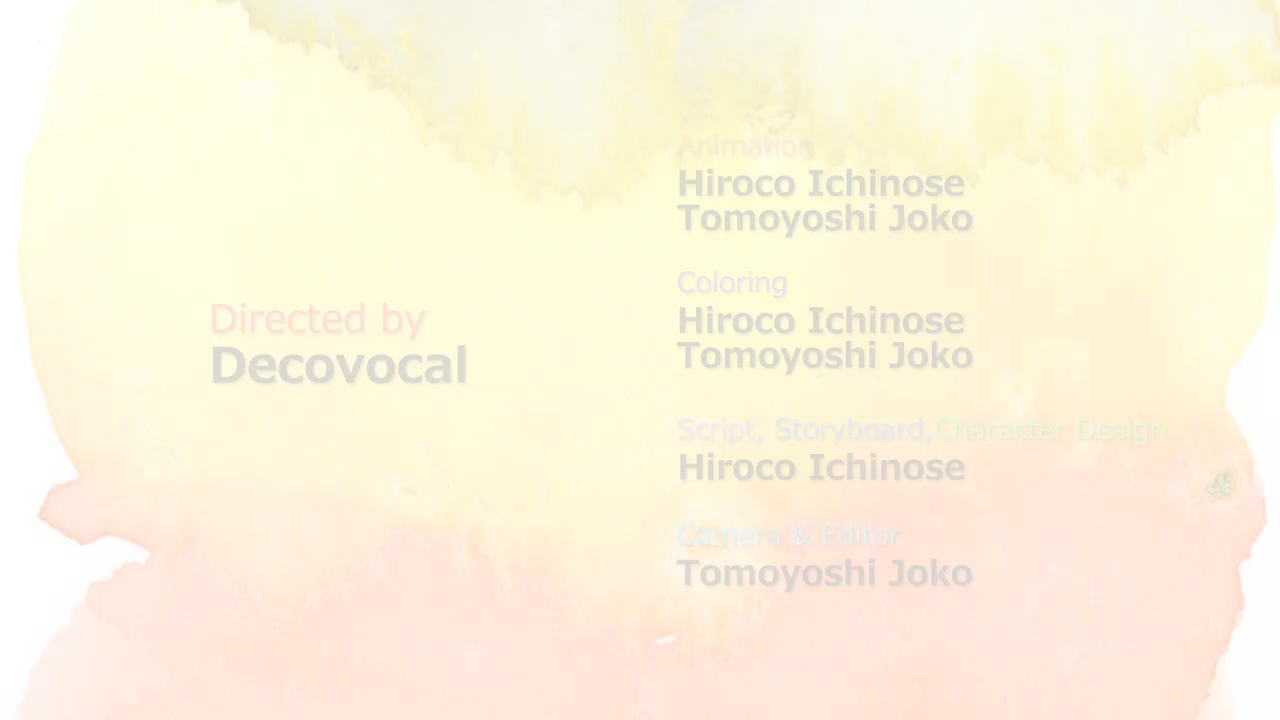 Directed by
Decovocal
Animation
Hiroco Ichinose
Tomoyoshi Joko
Coloring
Hiroco Ichinose
Tomoyoshi Joko
Script, Storyboard,Character Design
Hiroco Ichinose
Camera & Editor
Tomoyoshi Joko